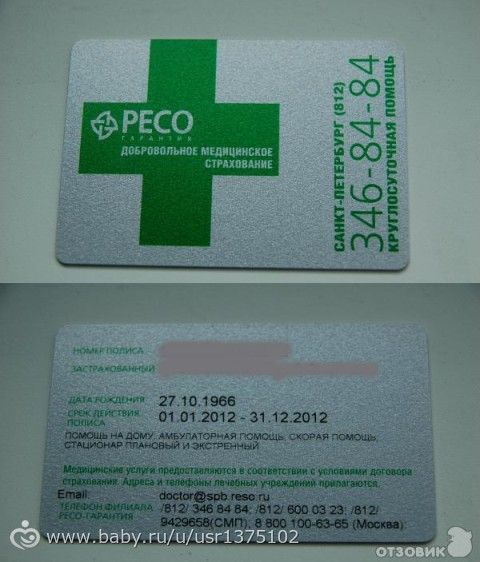 РЕСО
ГАРАНТИЯ
ДОБРОВОЛЬНОЕ МЕДИЦИНСКОЕ
СТРАХОВАНИЕ
САНКТ-ПЕТЕРБУРГ (812)
346-84-84
КРУГЛОСУТОЧНАЯ ПОМОЩЬ
НОМЕР ПОЛИСА
ЗАСТРАХОВАННЫЙ
ДАТА РОЖДЕНИЯ 27.10.1966
СРОК ДЕЙСТВИЯ 01.01.2012 - 31.12.2012
ПОЛИСА
ПОМОЩЬ НА ДОМУ, АМБУЛАТОРНАЯ ПОМОЩЬ, СКОРАЯ ПОМОЩЬ,
СТАЦИОНАР ПЛАНОВЫЙ И ЭКСТРЕННЫЙ
Медицинские услуги предоставляются в соответствии с условиями договора
страхования. Адреса и телефоны лечебных учреждений прилагаются.
Email: doctor@spb.reso.ru
ТЕЛЕФОН ФИЛИАЛА /812/ 346 84 84; /812/ 600 03 23; /812/
РЕСО-ГАРАНТИЯ 9429658(СМП); 8 800 100-63-65 (Москва);
www.baby.ru/u/usr1375102
ОТЗОВИК